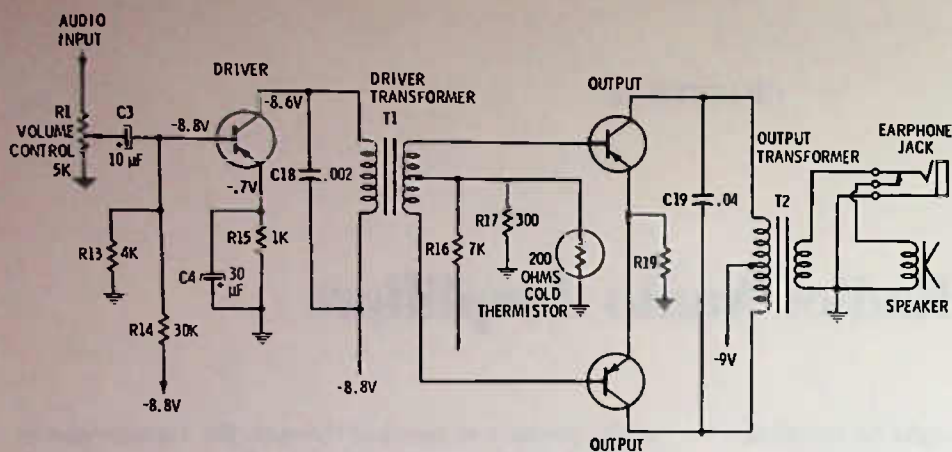 AUDIO
INPUT
R1
VOLUME
CONTROL
5K
C3
+
10 µF
-8.8V
DRIVER
-8.6V
-.7V
R13
4K
C4
30
µF
+
R15
1K
R14
30K
-8.8V
C18
.002
DRIVER
TRANSFORMER
T1
-8.8V
R16
7K
R17
300
200
OHMS
COLD
THERMISTOR
OUTPUT
R19
C19
.04
OUTPUT
TRANSFORMER
T2
-9V
EARPHONE
JACK
SPEAKER
OUTPUT